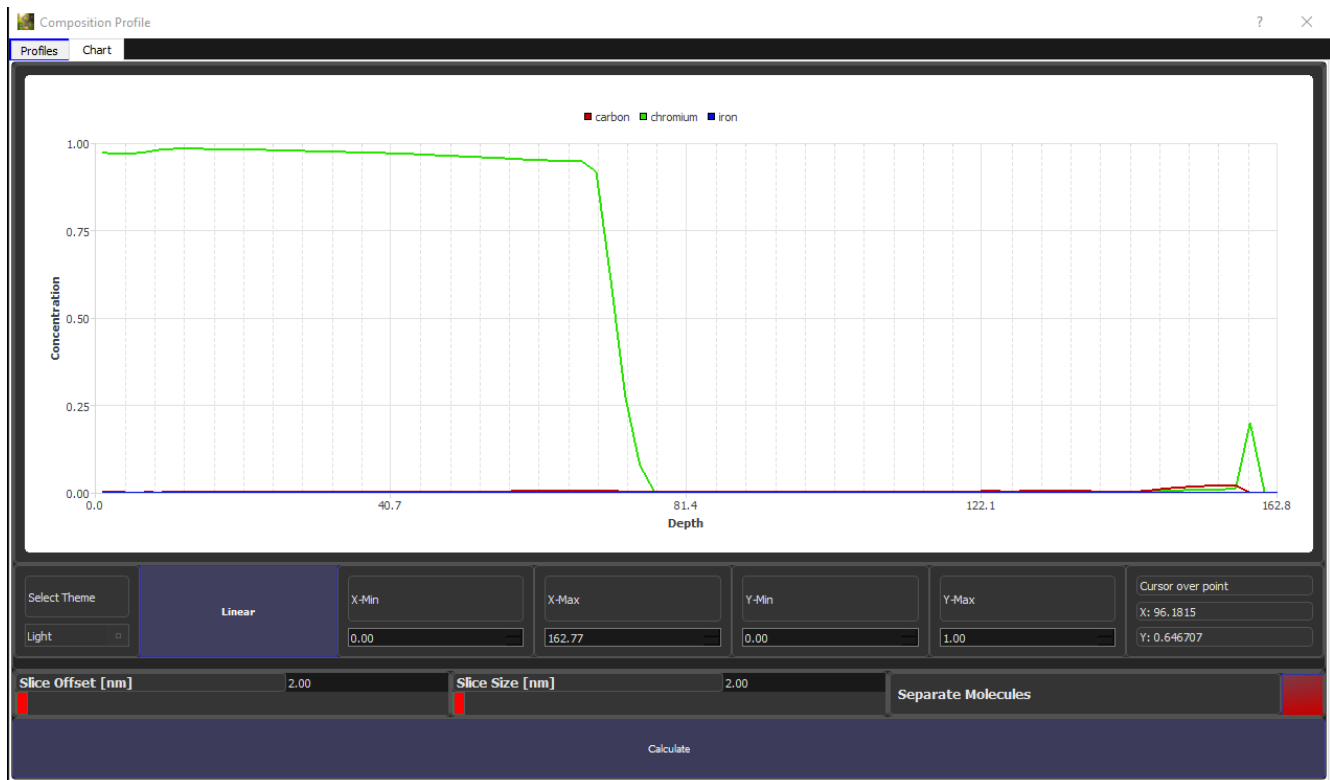 Composition Profile
Profiles Chart
carbon chromium iron
1.00
0.75
0.50
0.25
0.00
Concentration
0.0 40.7 81.4 122.1 162.8
Depth
Select Theme
Light
Linear
X-Min
0.00
X-Max
162.77
Y-Min
0.00
Y-Max
1.00
Cursor over point
X: 96.1815
Y: 0.646707
Slice Offset [nm] 2.00
Slice Size [nm] 2.00
Separate Molecules
Calculate